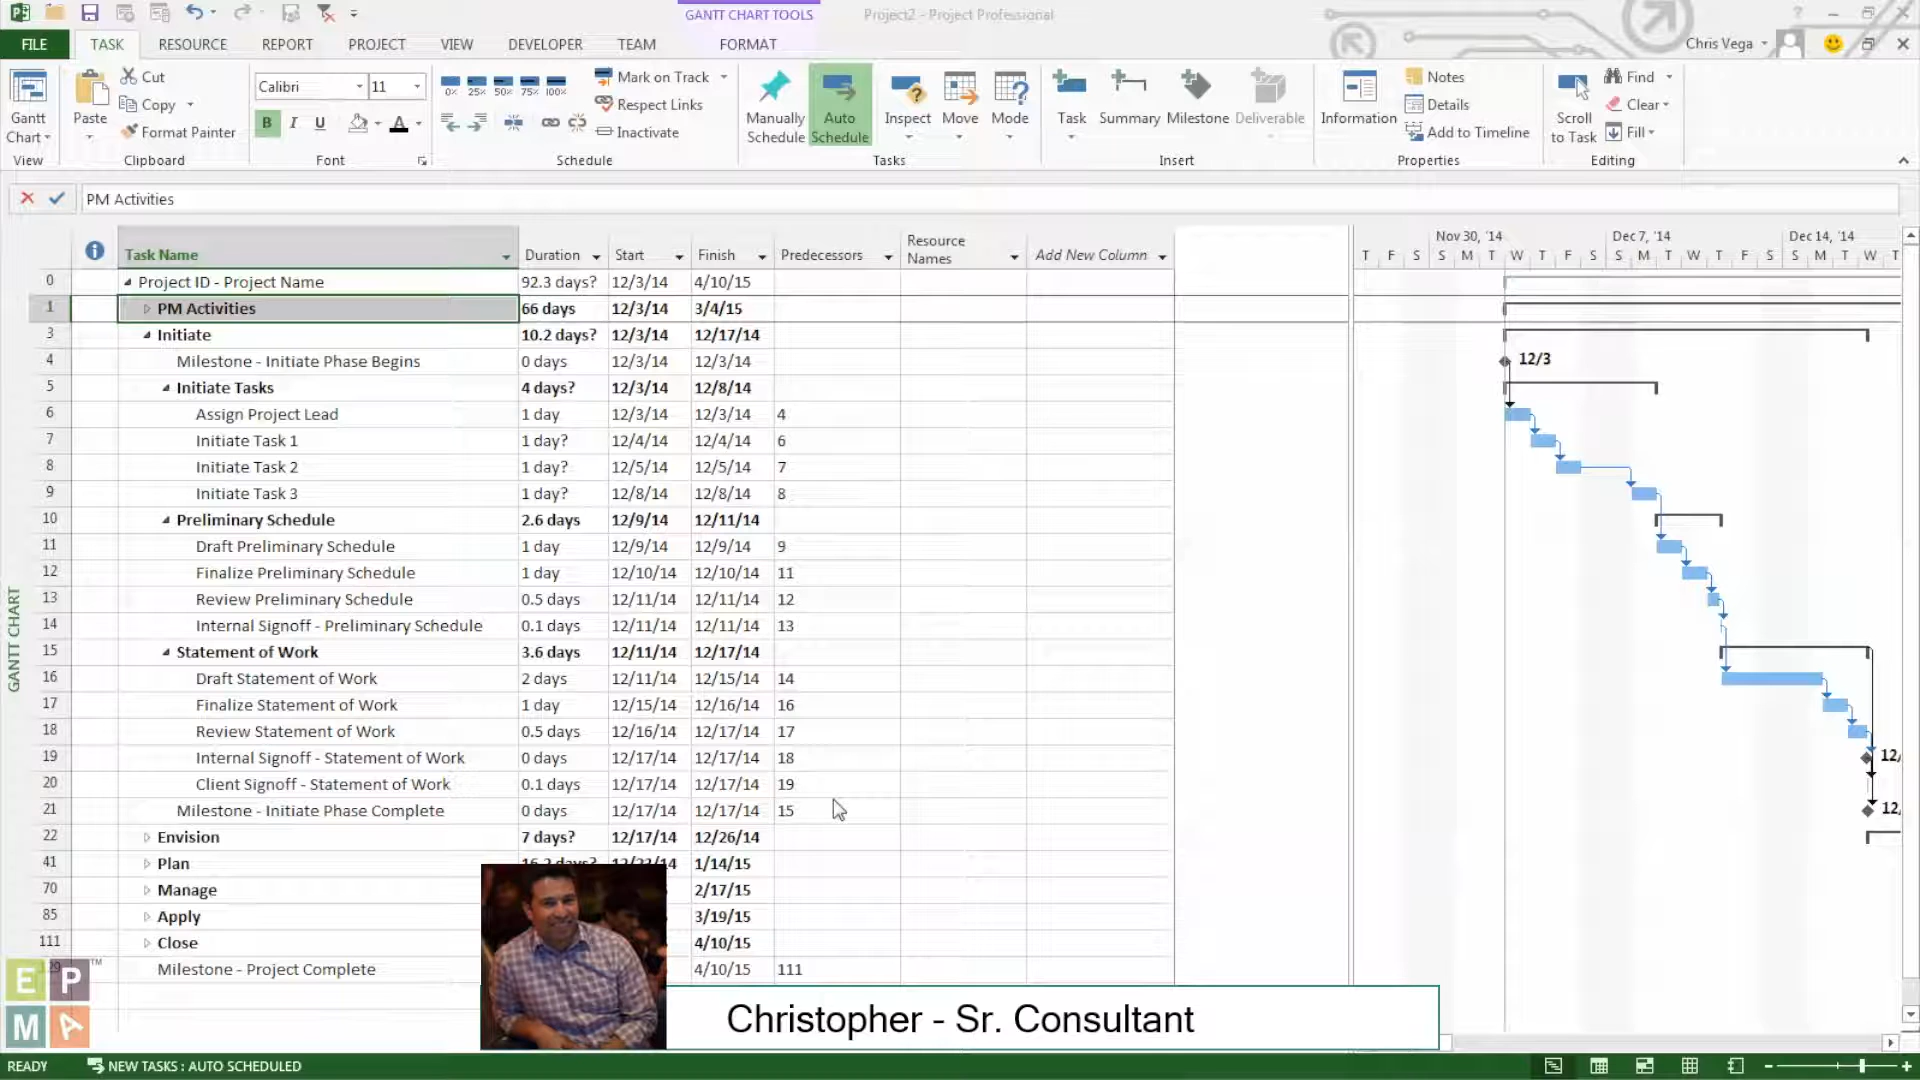 GANTT CHART TOOLS
Project2 - Project Professional
FILE TASK RESOURCE REPORT PROJECT VIEW DEVELOPER TEAM FORMAT
Chris Vega
Gantt Chart
View
Paste
Cut
Copy
Format Painter
Clipboard
Calibri 11
B I U A
Font
0% 25% 50% 75% 100%
Mark on Track
Respect Links
Inactivate
Schedule
Manually Schedule
Auto Schedule
Inspect
Move
Mode
Tasks
Task
Summary
Milestone
Deliverable
Insert
Information
Notes
Details
Add to Timeline
Properties
Scroll to Task
Find
Clear
Fill
Editing
PM Activities
Task Name Duration Start Finish Predecessors Resource Names Add New Column
Nov 30, '14 Dec 7, '14 Dec 14, '14
T F S S M T W T F S S M T W T F S S M T W T
0 Project ID - Project Name 92.3 days? 12/3/14 4/10/15
1 PM Activities 66 days 12/3/14 3/4/15
3 Initiate 10.2 days? 12/3/14 12/17/14
4 Milestone - Initiate Phase Begins 0 days 12/3/14 12/3/14 12/3
5 Initiate Tasks 4 days? 12/3/14 12/8/14
6 Assign Project Lead 1 day 12/3/14 12/3/14 4
7 Initiate Task 1 1 day? 12/4/14 12/4/14 6
8 Initiate Task 2 1 day? 12/5/14 12/5/14 7
9 Initiate Task 3 1 day? 12/8/14 12/8/14 8
10 Preliminary Schedule 2.6 days 12/9/14 12/11/14
11 Draft Preliminary Schedule 1 day 12/9/14 12/9/14 9
12 Finalize Preliminary Schedule 1 day 12/10/14 12/10/14 11
13 Review Preliminary Schedule 0.5 days 12/11/14 12/11/14 12
14 Internal Signoff - Preliminary Schedule 0.1 days 12/11/14 12/11/14 13
15 Statement of Work 3.6 days 12/11/14 12/17/14
16 Draft Statement of Work 2 days 12/11/14 12/15/14 14
17 Finalize Statement of Work 1 day 12/15/14 12/16/14 16
18 Review Statement of Work 0.5 days 12/16/14 12/17/14 17
19 Internal Signoff - Statement of Work 0 days 12/17/14 12/17/14 18 12/
20 Client Signoff - Statement of Work 0.1 days 12/17/14 12/17/14 19
21 Milestone - Initiate Phase Complete 0 days 12/17/14 12/17/14 15 12/
22 Envision 7 days? 12/17/14 12/26/14
41 Plan 1/14/15
70 Manage 2/17/15
85 Apply 3/19/15
111 Close 4/10/15
Milestone - Project Complete 4/10/15 111
GANTT CHART
E P M A ™
Christopher - Sr. Consultant
READY NEW TASKS : AUTO SCHEDULED